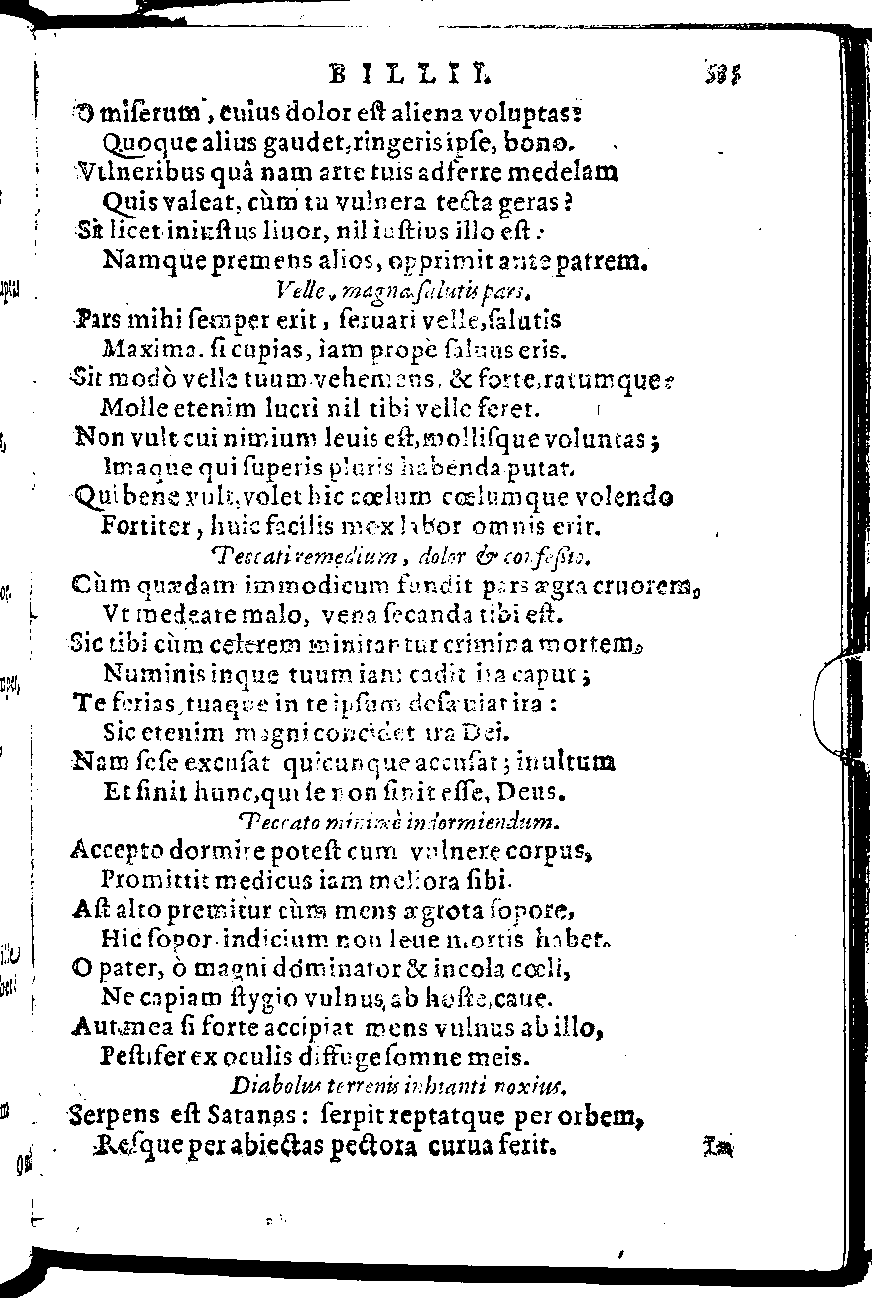 BILLII. 585
O miſerum, cuius dolor eſt aliena voluptas?
Quoque alius gaudet, ringeris ipſe, bono.
Vulneribus quâ nam arte tuis adferre medelam
Quis valeat, cùm tu vulnera tecta geras?
Sit licet iniuſtus liuor, nil iuſtius illo eſt:
Namque premens alios, opprimit ante patrem.
Velle, magna ſalutis pars.
Pars mihi ſemper erit, ſeruari velle, ſalutis
Maxima. ſi cupias, iam propè ſaluus eris.
Sit modò velle tuum vehemens, & forte, ratumque:
Molle etenim lucri nil tibi velle feret.
Non vult cui nimium leuis eſt, molliſque voluntas;
Imaque qui ſuperis pluris habenda putat.
Qui bene vult, volet hic cœlum cœlumque volendo
Fortiter, huic facilis mox labor omnis erit.
Peccati remedium, dolor & confeſſio.
Cùm quædam immodicum fundit pars ægra cruorem,
Vt medeare malo, vena ſecanda tibi eſt.
Sic tibi cùm celerem minitantur crimina mortem,
Numinis inque tuum iam cadit ira caput;
Te ferias, tuaque in te ipſum deſæuiat ira:
Sic etenim magni concidet ira Dei.
Nam ſeſe excuſat quicunque accuſat; inultum
Et ſinit hunc, qui ſe non ſinit eſſe, Deus.
Peccato minimè indormiendum.
Accepto dormire poteſt cum vulnere corpus,
Promittit medicus iam meliora ſibi.
Aſt alto premitur cùm mens ægrota ſopore,
Hic ſopor indicium non leue mortis habet.
O pater, ò magni dominator & incola cœli,
Ne capiam ſtygio vulnus, ab hoſte, caue.
Aut mea ſi forte accipiat mens vulnus ab illo,
Peſtifer ex oculis diffuge ſomne meis.
Diabolus terrenis inhianti noxius.
Serpens eſt Satanas: ſerpit reptatque per orbem,
Reſque per abiectas pectora curua ferit.